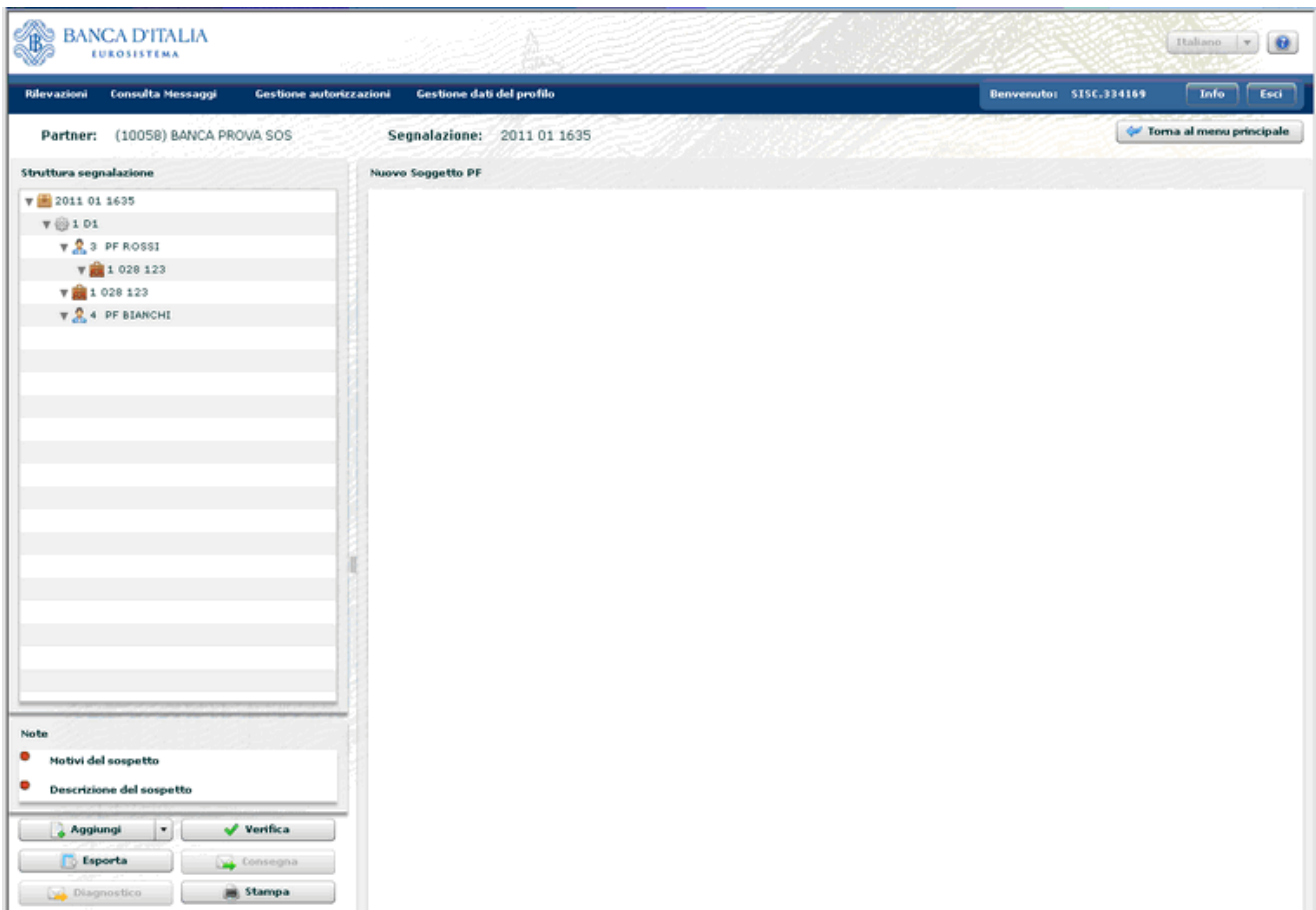 BANCA D'ITALIA
EUROSISTEMA
Italiano
Rilevazioni Consulta Messaggi Gestione autorizzazioni Gestione dati del profilo Benvenuto: SISC.334169 Info Esci
Partner: (10058) BANCA PROVA SOS Segnalazione: 2011 01 1635 Torna al menu principale
Struttura segnalazione Nuovo Soggetto PF
2011 01 1635
1 D1
3 PF ROSSI
1 028 123
1 028 123
4 PF BIANCHI
Note
Motivi del sospetto
Descrizione del sospetto
Aggiungi Verifica
Esporta Consegna
Diagnostico Stampa